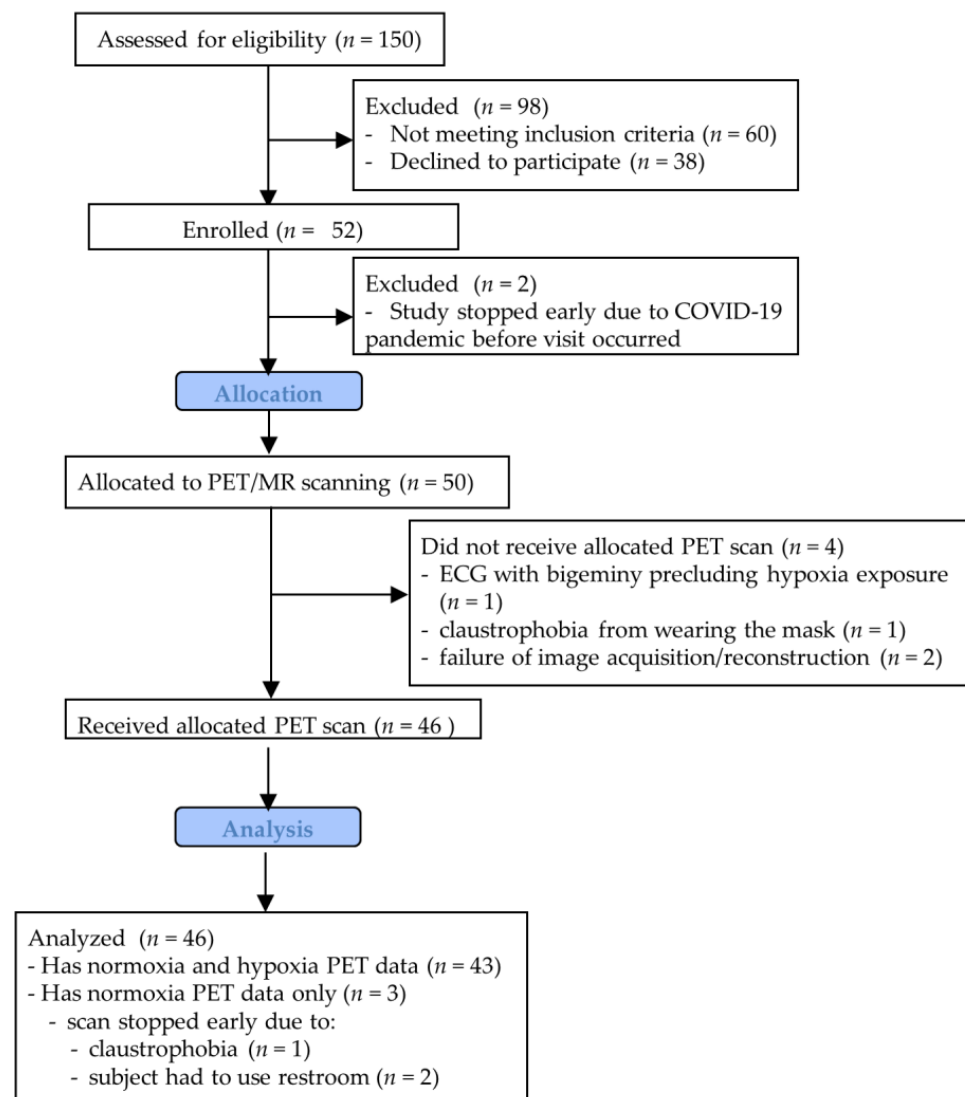 Assessed for eligibility (n = 150)
Excluded (n = 98)
- Not meeting inclusion criteria (n = 60)
- Declined to participate (n = 38)
Enrolled (n = 52)
Excluded (n = 2)
- Study stopped early due to COVID-19
pandemic before visit occurred
Allocation
Allocated to PET/MR scanning (n = 50)
Did not receive allocated PET scan (n = 4)
- ECG with bigeminy precluding hypoxia exposure
(n = 1)
- claustrophobia from wearing the mask (n = 1)
- failure of image acquisition/reconstruction (n = 2)
Received allocated PET scan (n = 46 )
Analysis
Analyzed (n = 46)
- Has normoxia and hypoxia PET data (n = 43)
- Has normoxia PET data only (n = 3)
- scan stopped early due to:
- claustrophobia (n = 1)
- subject had to use restroom (n = 2)